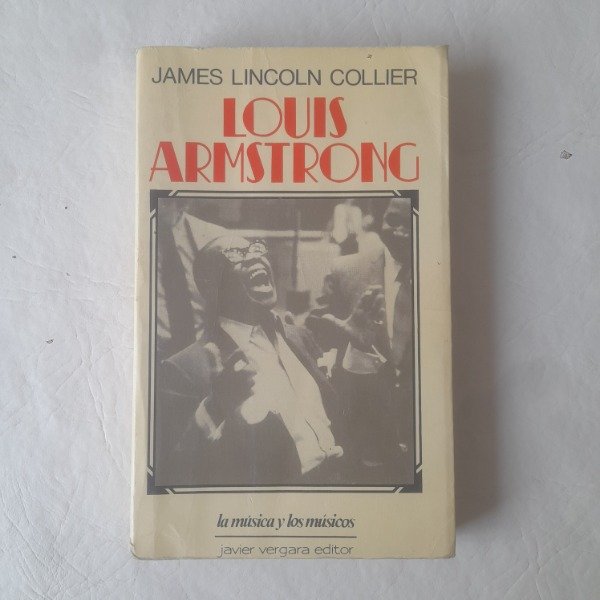 JAMES LINCOLN COLLIER
LOUIS
ARMSTRONG
la música y los músicos
javier vergara editor